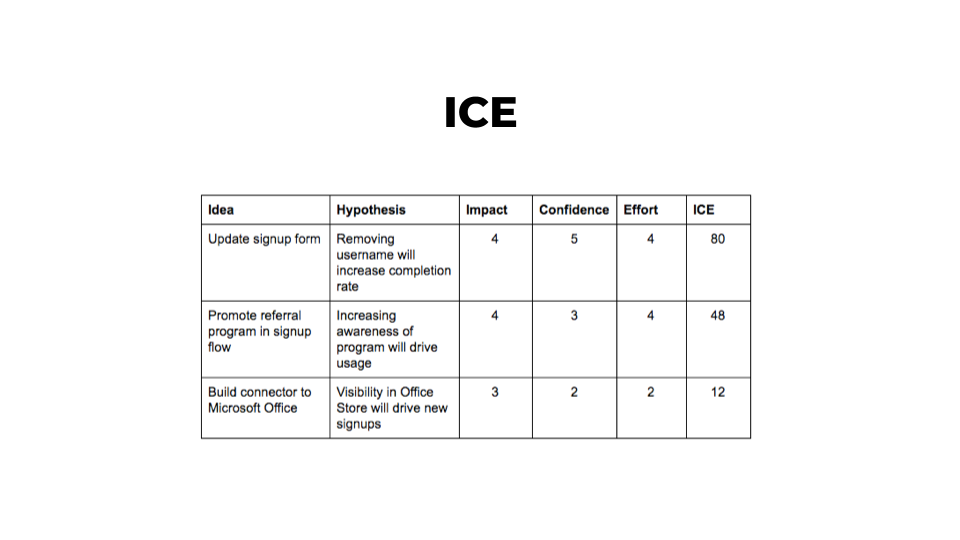 ICE
Idea Hypothesis Impact Confidence Effort ICE
Update signup form Removing 4 5 4 80
username will
increase completion
rate
Promote referral Increasing 4 3 4 48
program in signup awareness of
flow program will drive
usage
Build connector to Visibility in Office 3 2 2 12
Microsoft Office Store will drive new
signups